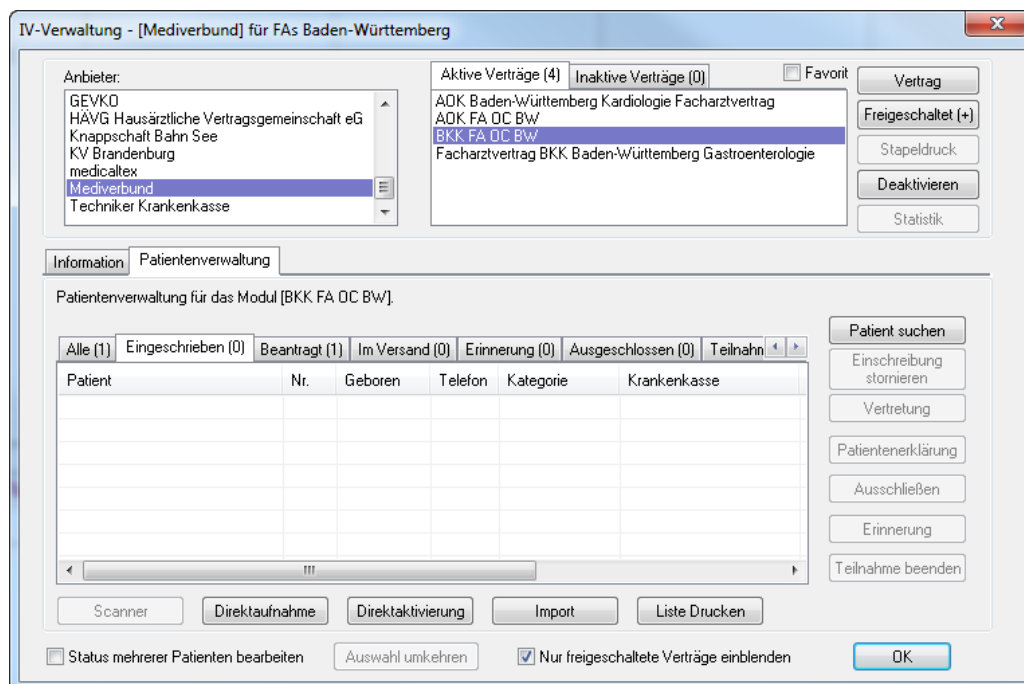 IV-Verwaltung - [Mediverbund] für FAs Baden-Württemberg
Anbieter:
GEVKO
HÄVG Hausärztliche Vertragsgemeinschaft eG
Knappschaft Bahn See
KV Brandenburg
medicaltex
Mediverbund
Techniker Krankenkasse
Aktive Verträge (4) Inaktive Verträge (0)
Favorit
AOK Baden-Württemberg Kardiologie Facharztvertrag
AOK FA OC BW
BKK FA OC BW
Facharztvertrag BKK Baden-Württemberg Gastroenterologie
Vertrag
Freigeschaltet (+)
Stapeldruck
Deaktivieren
Statistik
Information Patientenverwaltung
Patientenverwaltung für das Modul [BKK FA OC BW].
Alle (1) Eingeschrieben (0) Beantragt (1) Im Versand (0) Erinnerung (0) Ausgeschlossen (0) Teilnahm
Patient Nr. Geboren Telefon Kategorie Krankenkasse
Patient suchen
Einschreibung
stornieren
Vertretung
Patientenerklärung
Ausschließen
Erinnerung
Teilnahme beenden
Scanner Direktaufnahme Direktaktivierung Import Liste Drucken
Status mehrerer Patienten bearbeiten Auswahl umkehren Nur freigeschaltete Verträge einblenden OK